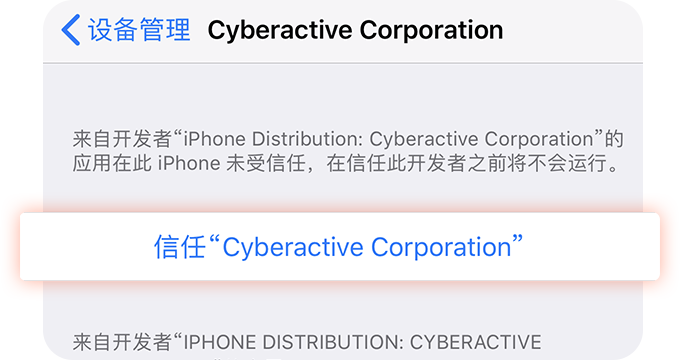 设备管理 Cyberactive Corporation
来自开发者“iPhone Distribution: Cyberactive Corporation”的
应用在此 iPhone 未受信任，在信任此开发者之前将不会运行。
信任“Cyberactive Corporation”
来自开发者“IPHONE DISTRIBUTION: CYBERACTIVE